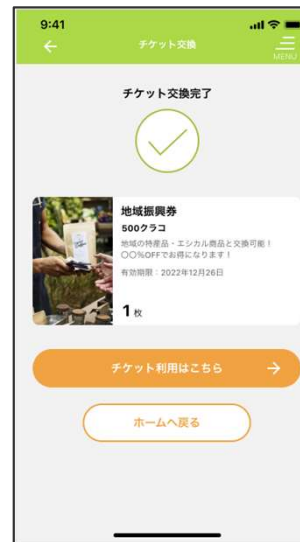 9:41
チケット交換
MENU
チケット交換完了
地域振興券
500クラコ
地域の特産品・エシカル商品と交換可能！
〇〇%OFFでお得になります！
有効期限：2022年12月26日
1枚
チケット利用はこちら
ホームへ戻る